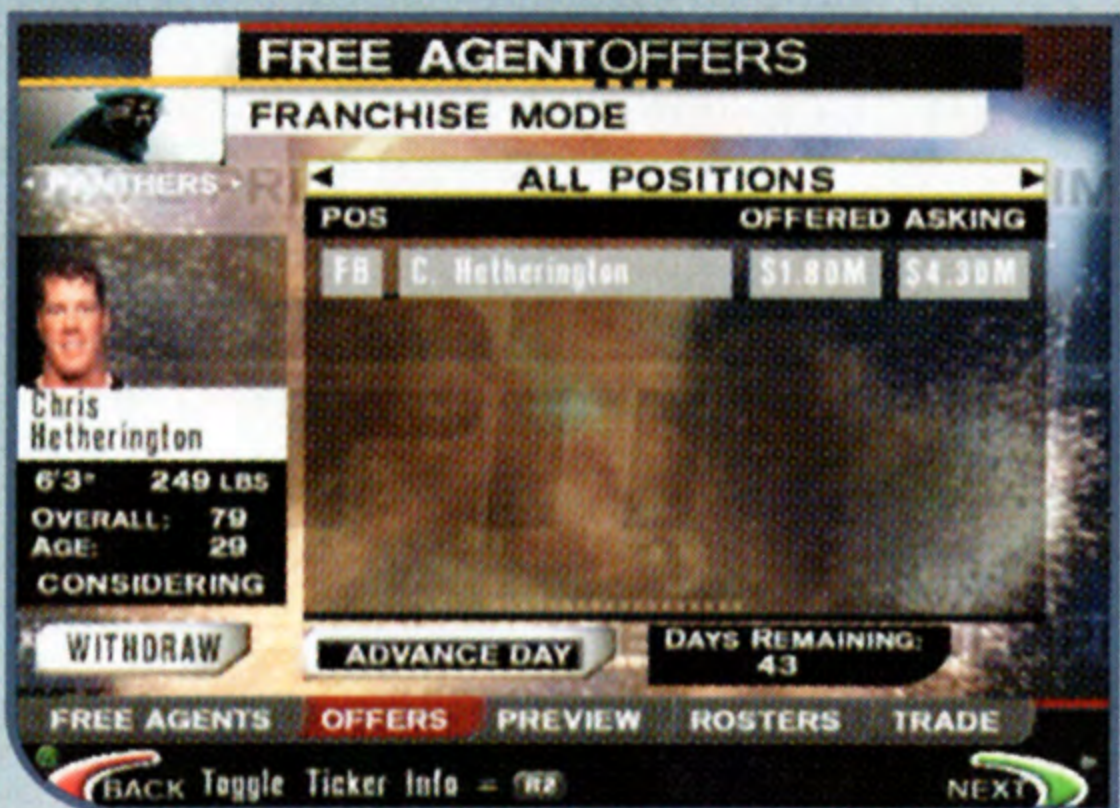 FREE AGENT OFFERS
FRANCHISE MODE
◄ PANTHERS ►
◄ ALL POSITIONS ►
POS OFFERED ASKING
FB C. Hetherington $1.80M $4.30M
Chris
Hetherington
6'3" 249 LBS
OVERALL: 79
AGE: 29
CONSIDERING
WITHDRAW
ADVANCE DAY
DAYS REMAINING:
43
FREE AGENTS OFFERS PREVIEW ROSTERS TRADE
BACK Toggle Ticker Info = R2 NEXT